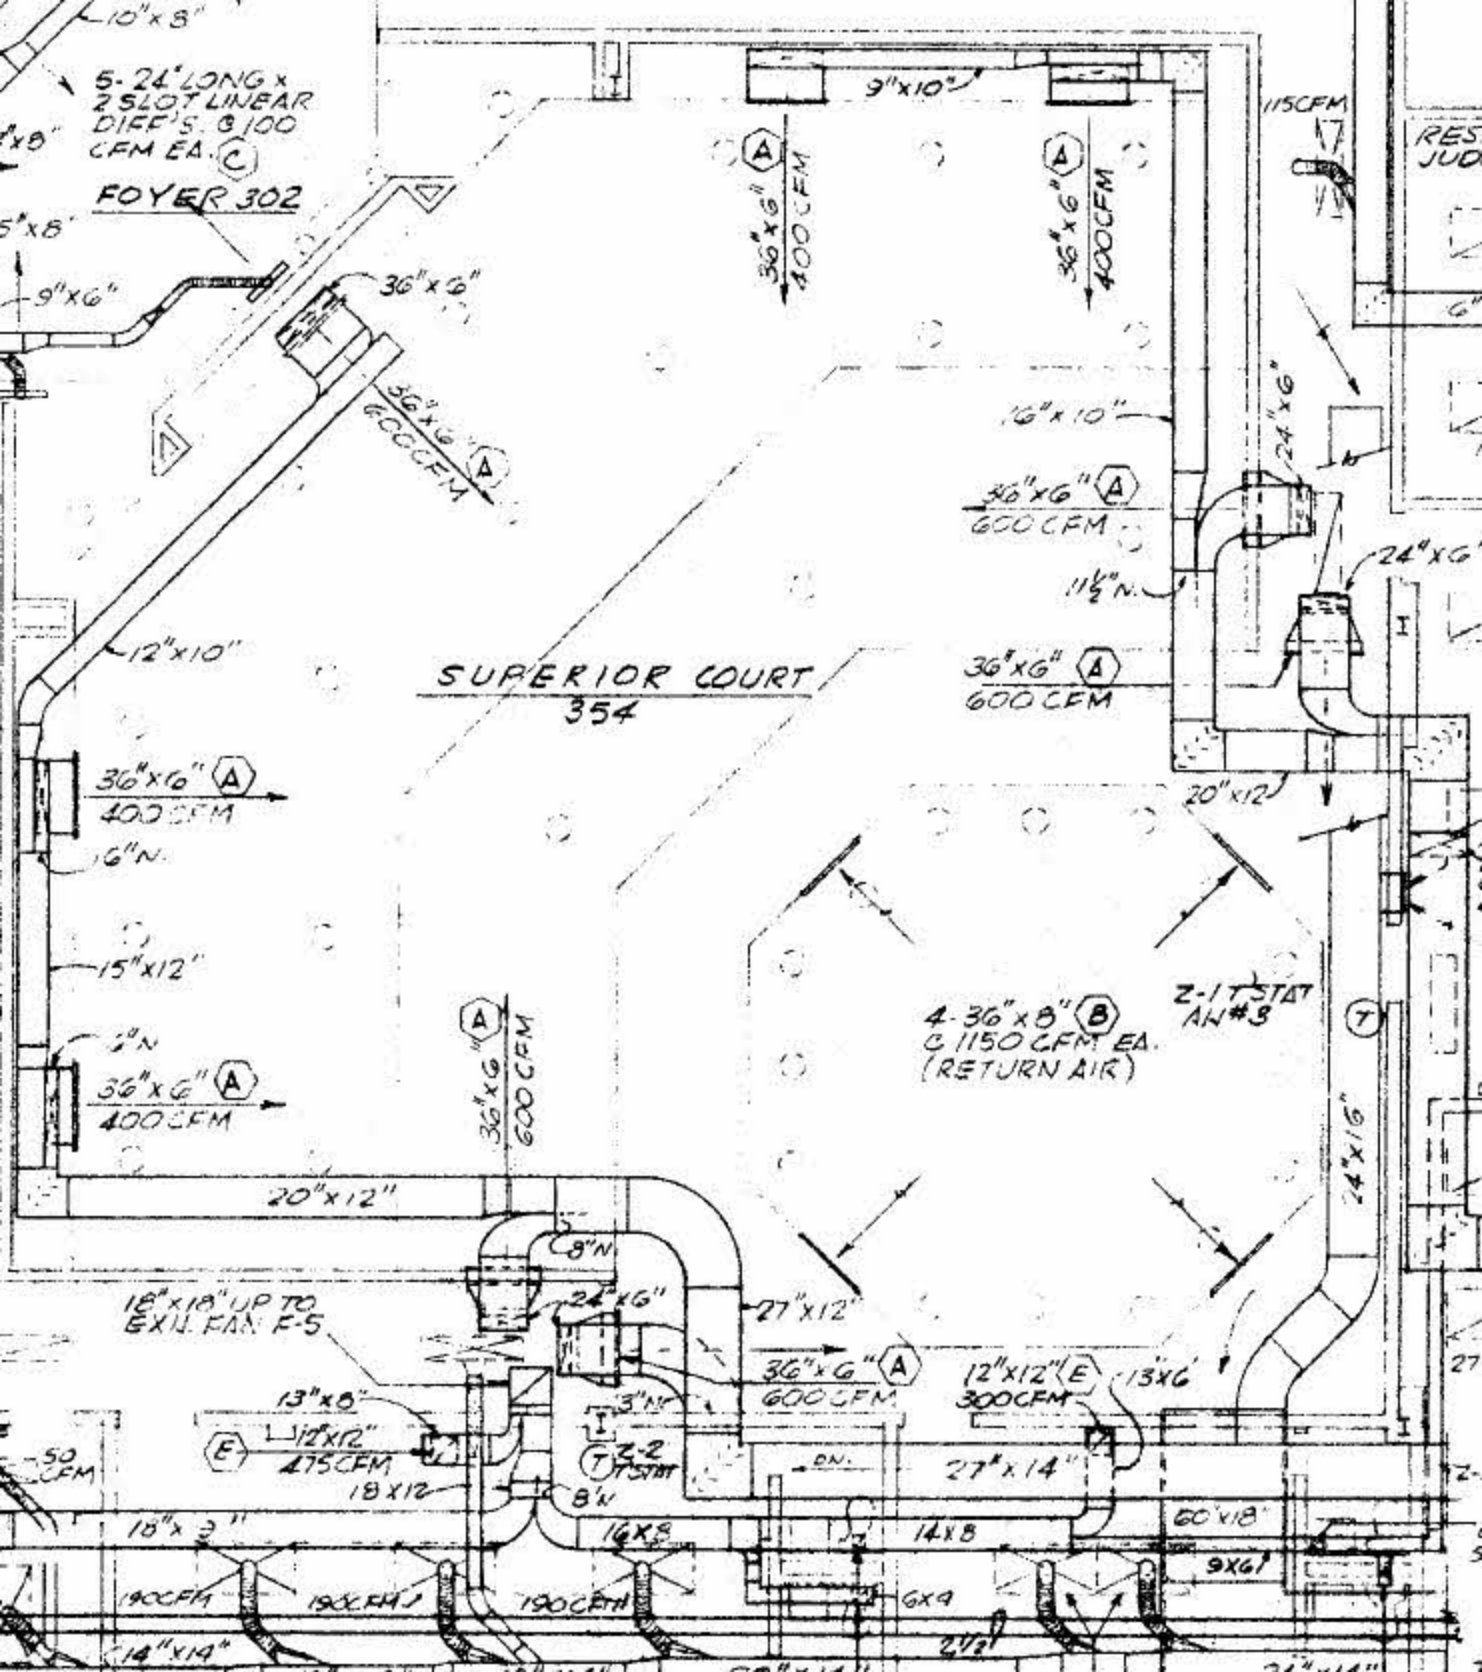 10"x8"
5-24" LONG x
2 SLOT LINEAR
DIFF'S. @ 100
CFM EA. C
FOYER 302
9"x6"
36"x6"
36"x6" A
600 CFM
9"x10"
36"x6" A
400 CFM
36"x6" A
400 CFM
115 CFM
6"
24"x6"
36"x6" A
600 CFM
11½"N.
24"x6"
36"x6" A
600 CFM
12"x10"
SUPERIOR COURT
354
36"x6" A
400 CFM
6"N.
15"x12"
6"N
36"x6" A
400 CFM
20"x12"
36"x6" A
600 CFM
20"x12"
8"N
4-36"x8" B
@ 1150 CFM EA.
(RETURN AIR)
Z-1 T'STAT
AH#3
T
24"x16"
18"x18" UP TO
EXH. FAN F-5
24"x6"
27"x12"
36"x6" A
600 CFM
12"x12" E
300 CFM
13x6
13"x8"
E
12"x12"
475 CFM
18x12
3"N
T Z-2
T'STAT
8"N
DN.
27"x14"
27
50
CFM
16x8
14x8
60"x18"
9x6
190 CFM
190 CFM
190 CFM
6x9
14"x14"